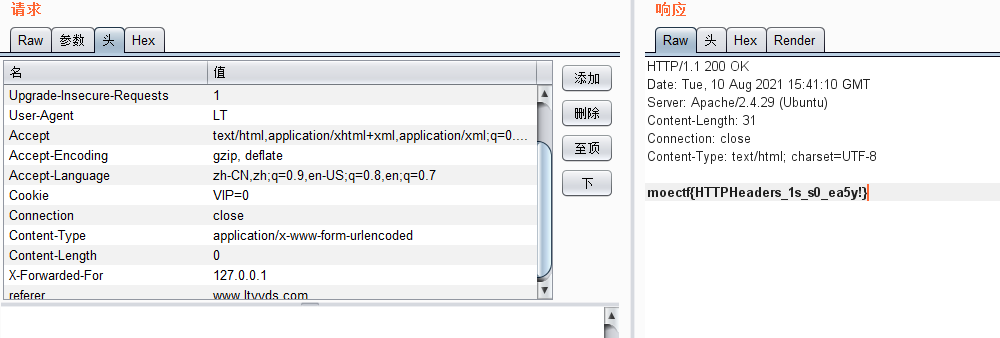 请求
Raw 参数 头 Hex
名 值
Upgrade-Insecure-Requests 1
User-Agent LT
Accept text/html,application/xhtml+xml,application/xml;q=0....
Accept-Encoding gzip, deflate
Accept-Language zh-CN,zh;q=0.9,en-US;q=0.8,en;q=0.7
Cookie VIP=0
Connection close
Content-Type application/x-www-form-urlencoded
Content-Length 0
X-Forwarded-For 127.0.0.1
referer www.ltyyds.com
添加
删除
至顶
下
响应
Raw 头 Hex Render
HTTP/1.1 200 OK
Date: Tue, 10 Aug 2021 15:41:10 GMT
Server: Apache/2.4.29 (Ubuntu)
Content-Length: 31
Connection: close
Content-Type: text/html; charset=UTF-8
moectf{HTTPHeaders_1s_s0_ea5y!}